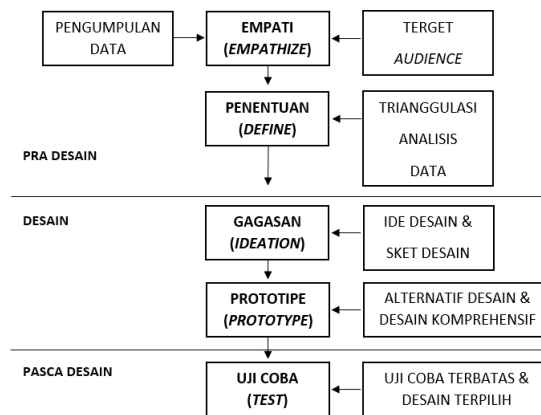 PENGUMPULAN
DATA
EMPATI
(EMPATHIZE)
TERGET
AUDIENCE
PENENTUAN
(DEFINE)
TRIANGGULASI
ANALISIS
DATA
PRA DESAIN
DESAIN
GAGASAN
(IDEATION)
IDE DESAIN &
SKET DESAIN
PROTOTIPE
(PROTOTYPE)
ALTERNATIF DESAIN &
DESAIN KOMPREHENSIF
PASCA DESAIN
UJI COBA
(TEST)
UJI COBA TERBATAS &
DESAIN TERPILIH